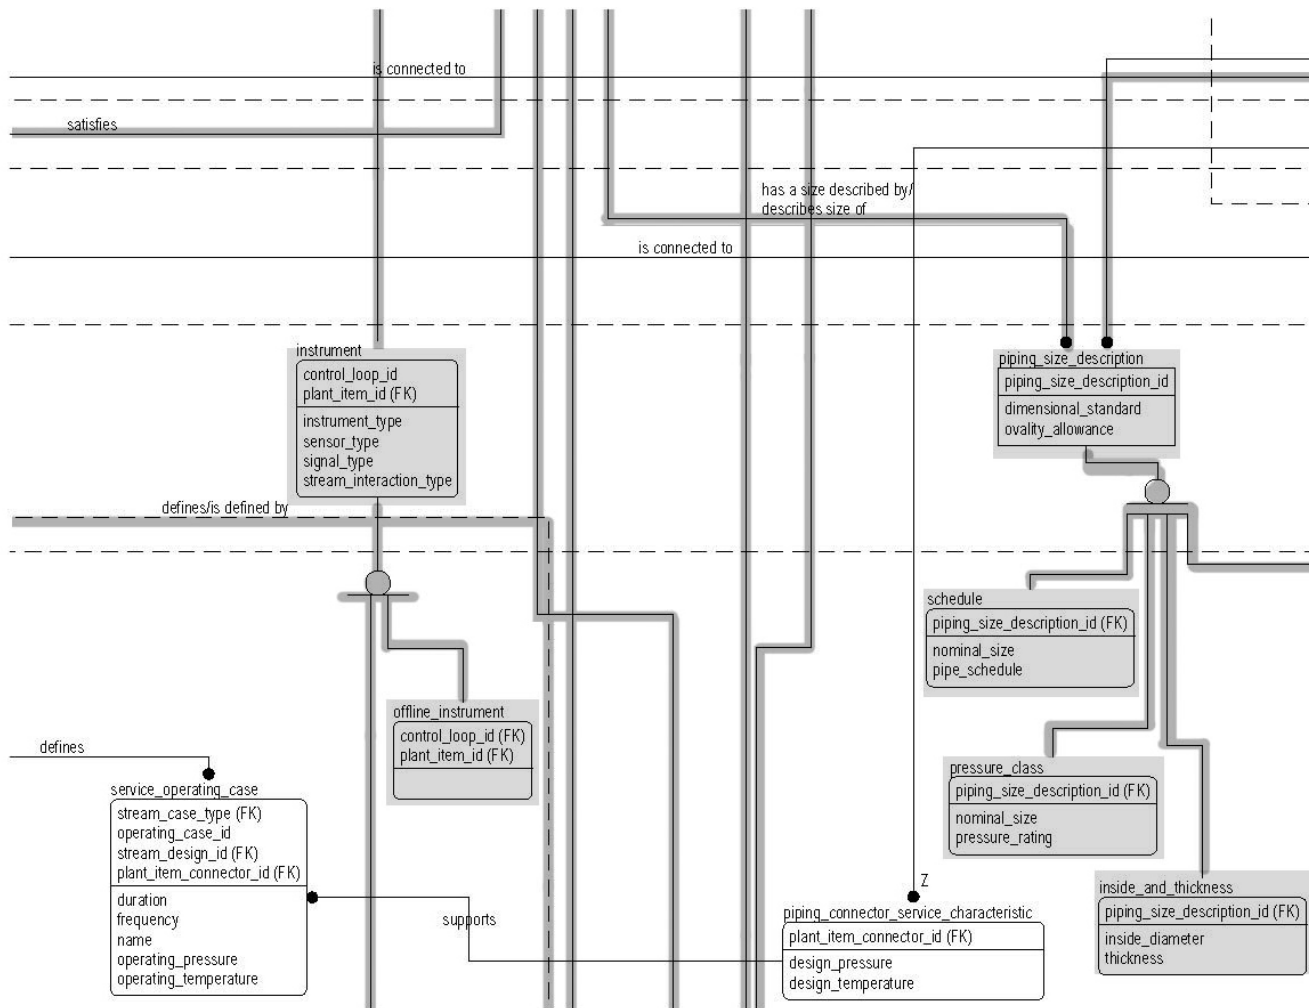 is connected to
satisfies
has a size described by/
describes size of
is connected to
instrument
control_loop_id
plant_item_id (FK)
instrument_type
sensor_type
signal_type
stream_interaction_type
piping_size_description
piping_size_description_id
dimensional_standard
ovality_allowance
defines/is defined by
schedule
piping_size_description_id (FK)
nominal_size
pipe_schedule
offline_instrument
control_loop_id (FK)
plant_item_id (FK)
defines
pressure_class
piping_size_description_id (FK)
nominal_size
pressure_rating
service_operating_case
stream_case_type (FK)
operating_case_id
stream_design_id (FK)
plant_item_connector_id (FK)
duration
frequency
name
operating_pressure
operating_temperature
supports
Z
piping_connector_service_characteristic
plant_item_connector_id (FK)
design_pressure
design_temperature
inside_and_thickness
piping_size_description_id (FK)
inside_diameter
thickness